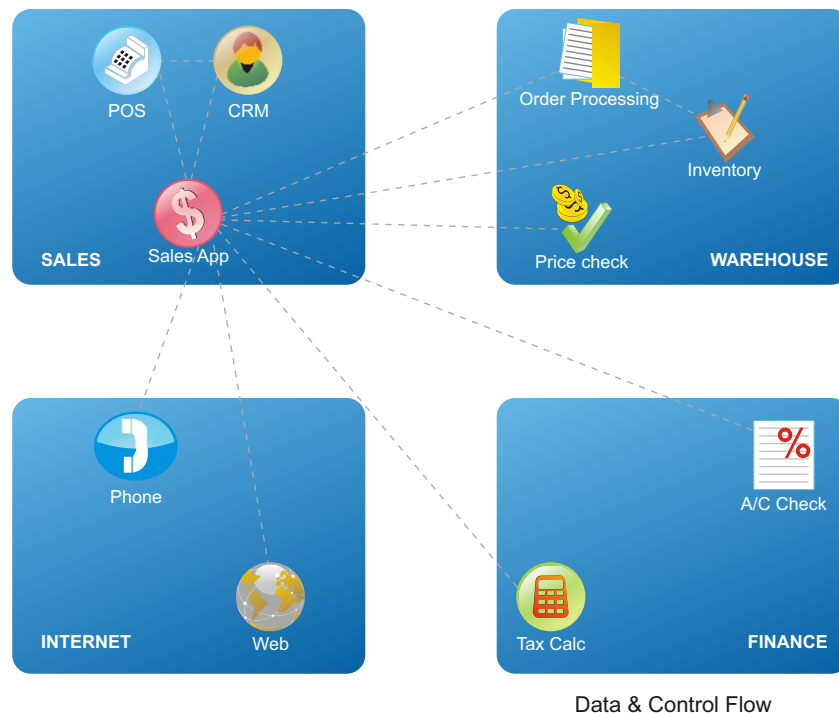 POS
CRM
Sales App
SALES
Order Processing
Inventory
Price check
WAREHOUSE
Phone
Web
INTERNET
%
A/C Check
Tax Calc
FINANCE
Data & Control Flow